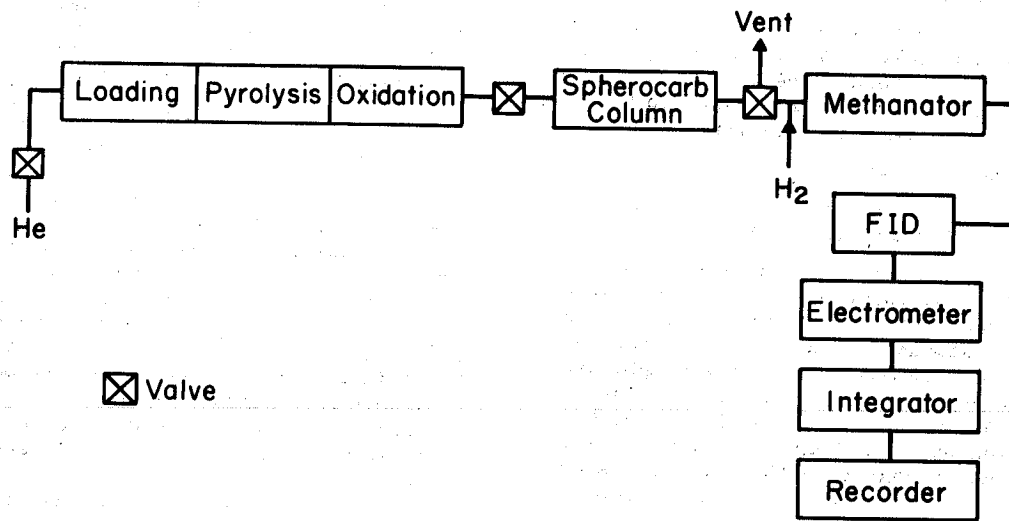 Vent
Loading
Pyrolysis
Oxidation
Spherocarb
Column
Methanator
He
H2
FID
Electrometer
Valve
Integrator
Recorder